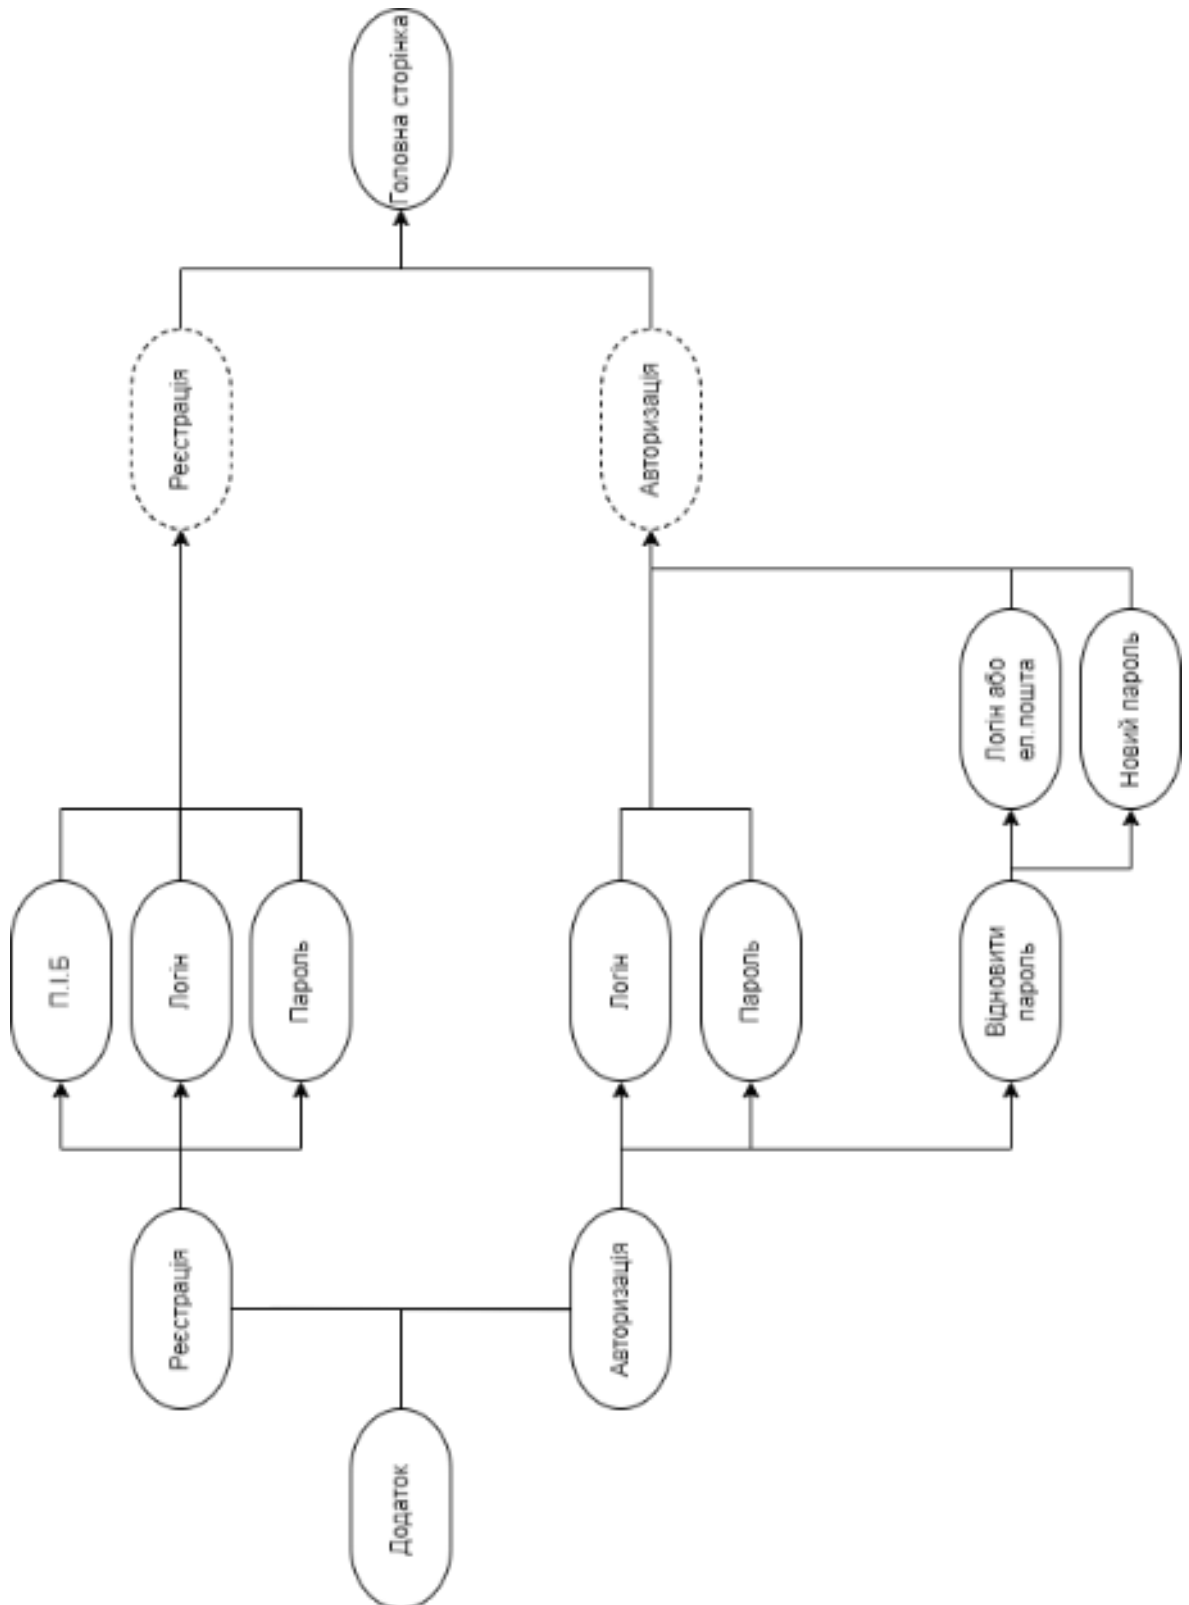 Додаток
Реєстрація
Авторизація
П.І.Б
Логін
Пароль
Логін
Пароль
Відновити
пароль
Логін або
ел.пошта
Новий пароль
Реєстрація
Авторизація
Головна сторінка